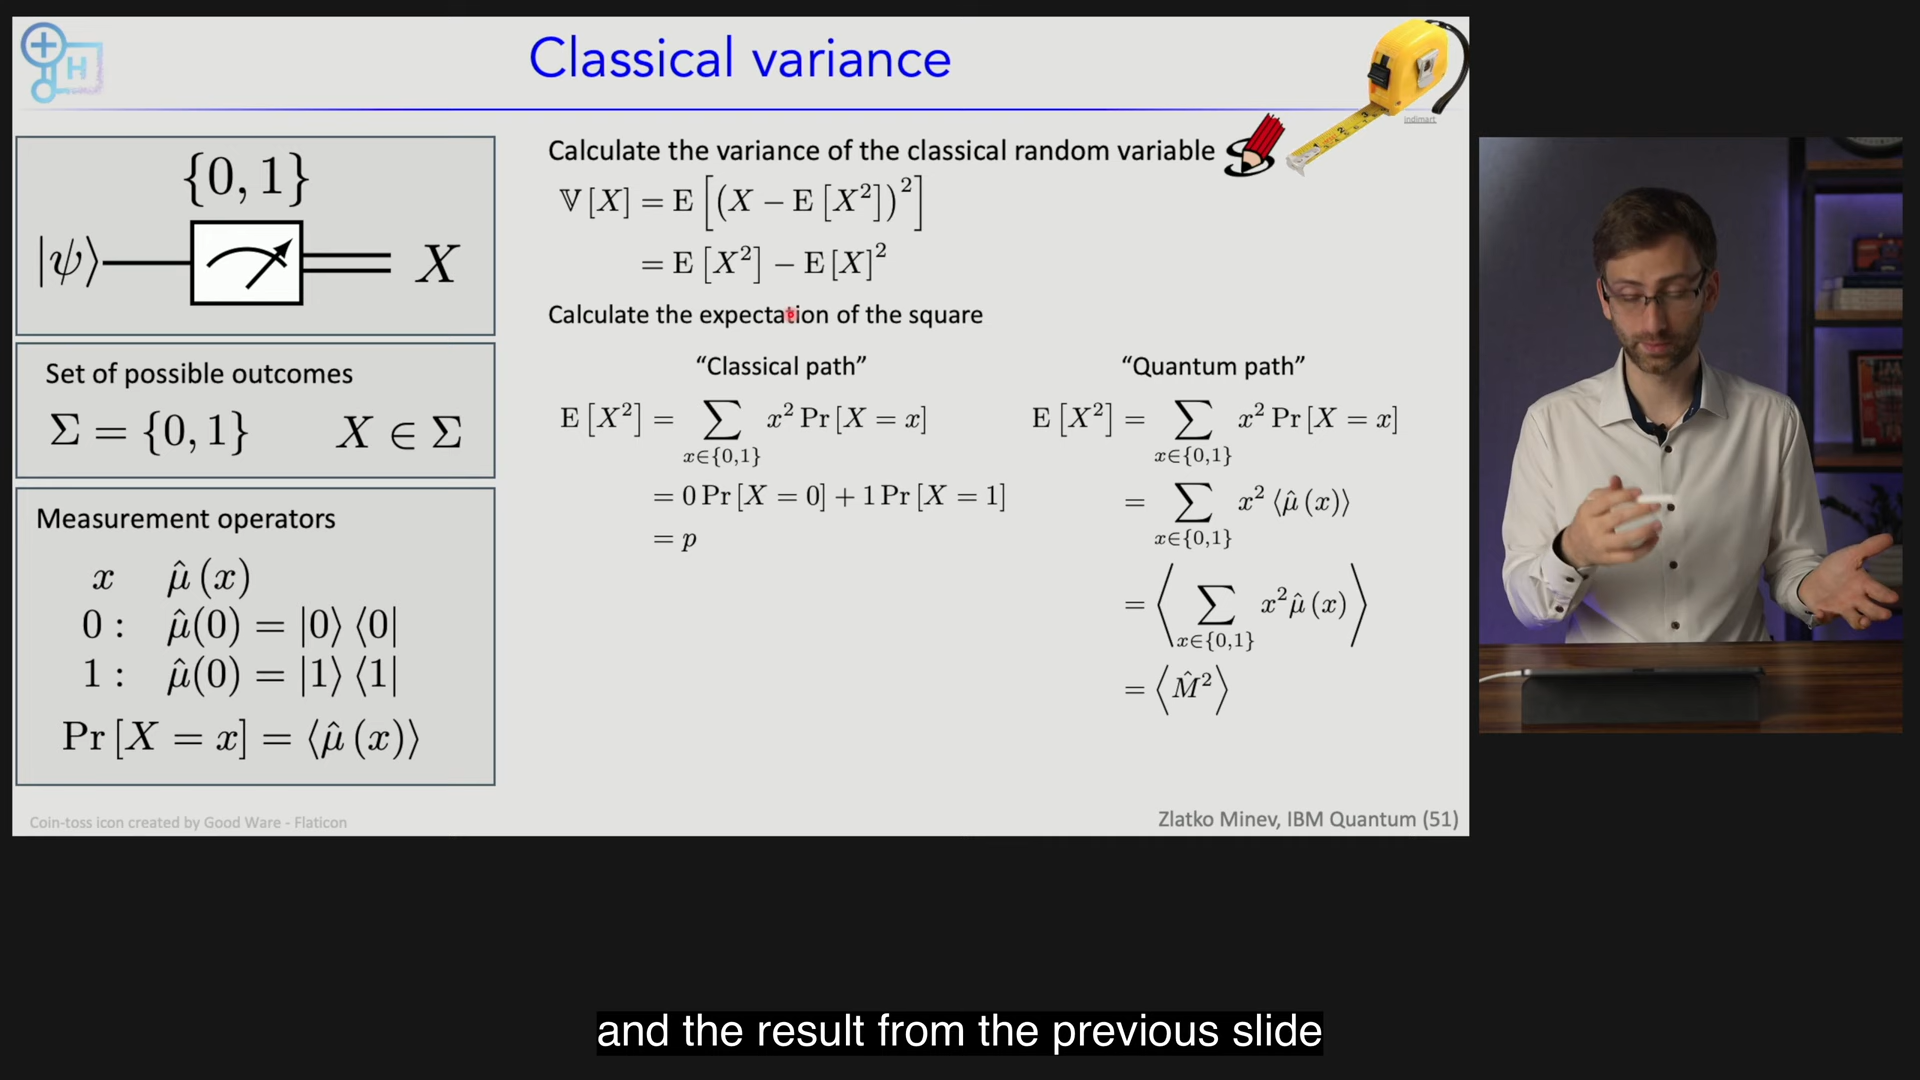 Classical variance
H
indimart
{0, 1}
|ψ⟩ X
Set of possible outcomes
Σ = {0, 1} X ∈ Σ
Measurement operators
x μ̂ (x)
0 : μ̂(0) = |0⟩ ⟨0|
1 : μ̂(0) = |1⟩ ⟨1|
Pr [X = x] = ⟨μ̂ (x)⟩
Calculate the variance of the classical random variable
𝕍 [X] = E [(X − E [X²])²]
= E [X²] − E [X]²
Calculate the expectation of the square
“Classical path”
E [X²] = ∑ x² Pr [X = x]
x∈{0,1}
= 0 Pr [X = 0] + 1 Pr [X = 1]
= p
“Quantum path”
E [X²] = ∑ x² Pr [X = x]
x∈{0,1}
= ∑ x² ⟨μ̂ (x)⟩
x∈{0,1}
= ⟨ ∑ x² μ̂ (x) ⟩
x∈{0,1}
= ⟨M̂²⟩
Coin-toss icon created by Good Ware - Flaticon
Zlatko Minev, IBM Quantum (51)
and the result from the previous slide